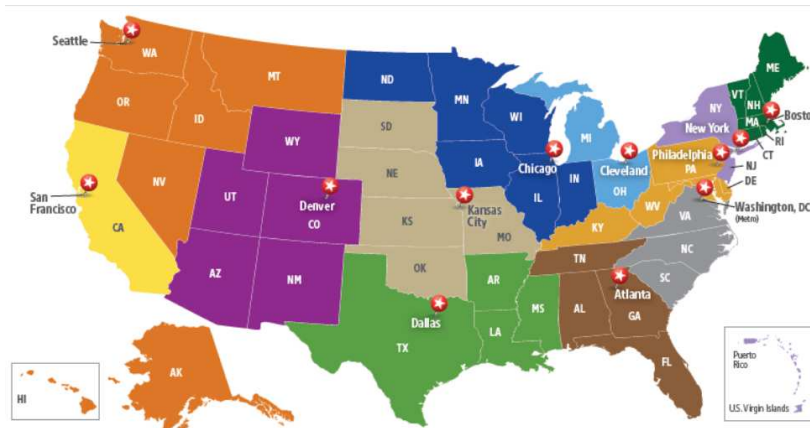 Seattle
WA
MT
ND
MN
OR
ID
WY
SD
WI
MI
NY
VT
NH
ME
MA
Boston
RI
CT
New York
NJ
Philadelphia
PA
DE
Washington, DC
(Metro)
San
Francisco
CA
NV
UT
Denver
CO
NE
IA
Chicago
IL
IN
Cleveland
OH
WV
VA
KY
KS
Kansas
City
MO
AZ
NM
OK
AR
TN
NC
SC
Dallas
TX
LA
MS
AL
Atlanta
GA
FL
AK
HI
Puerto
Rico
U.S. Virgin Islands